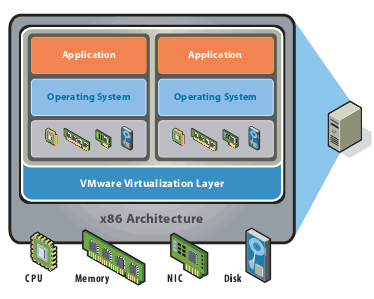 Application
Application
Operating System
Operating System
VMware Virtualization Layer
x86 Architecture
CPU
Memory
NIC
Disk